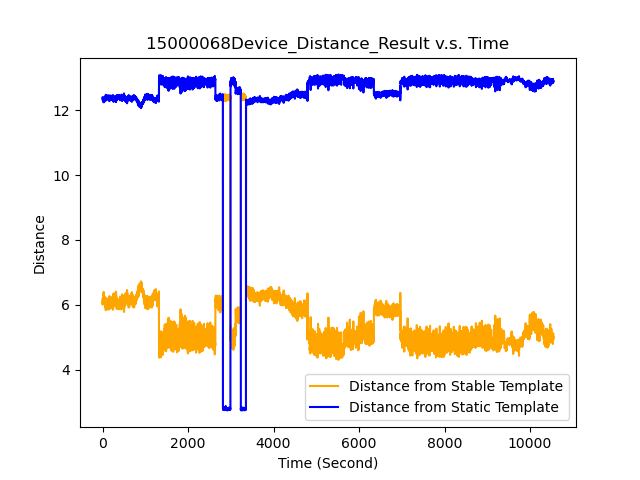 15000068Device_Distance_Result v.s. Time
12
10
8
6
4
Distance
0
2000
4000
6000
8000
10000
Time (Second)
Distance from Stable Template
Distance from Static Template